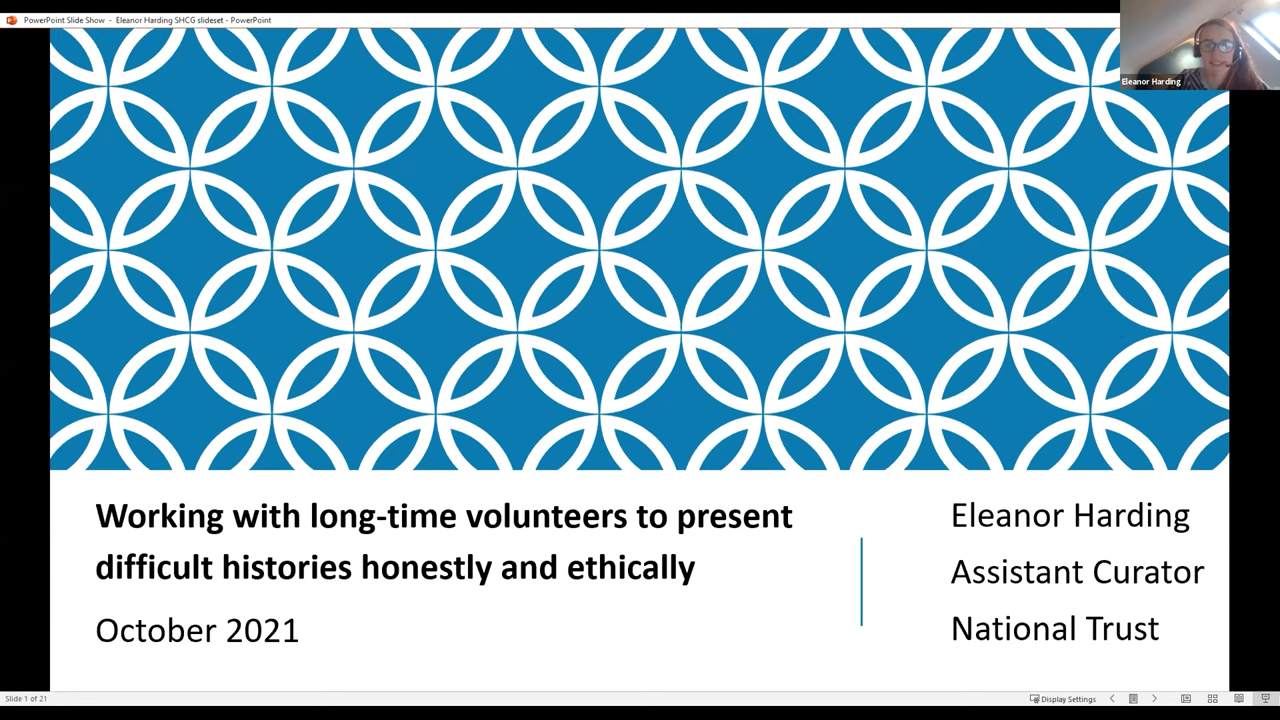 PowerPoint Slide Show - Eleanor Harding SHCG slideset - PowerPoint
Eleanor Harding
Working with long-time volunteers to present
difficult histories honestly and ethically
October 2021
Eleanor Harding
Assistant Curator
National Trust
Slide 1 of 21
Display Settings